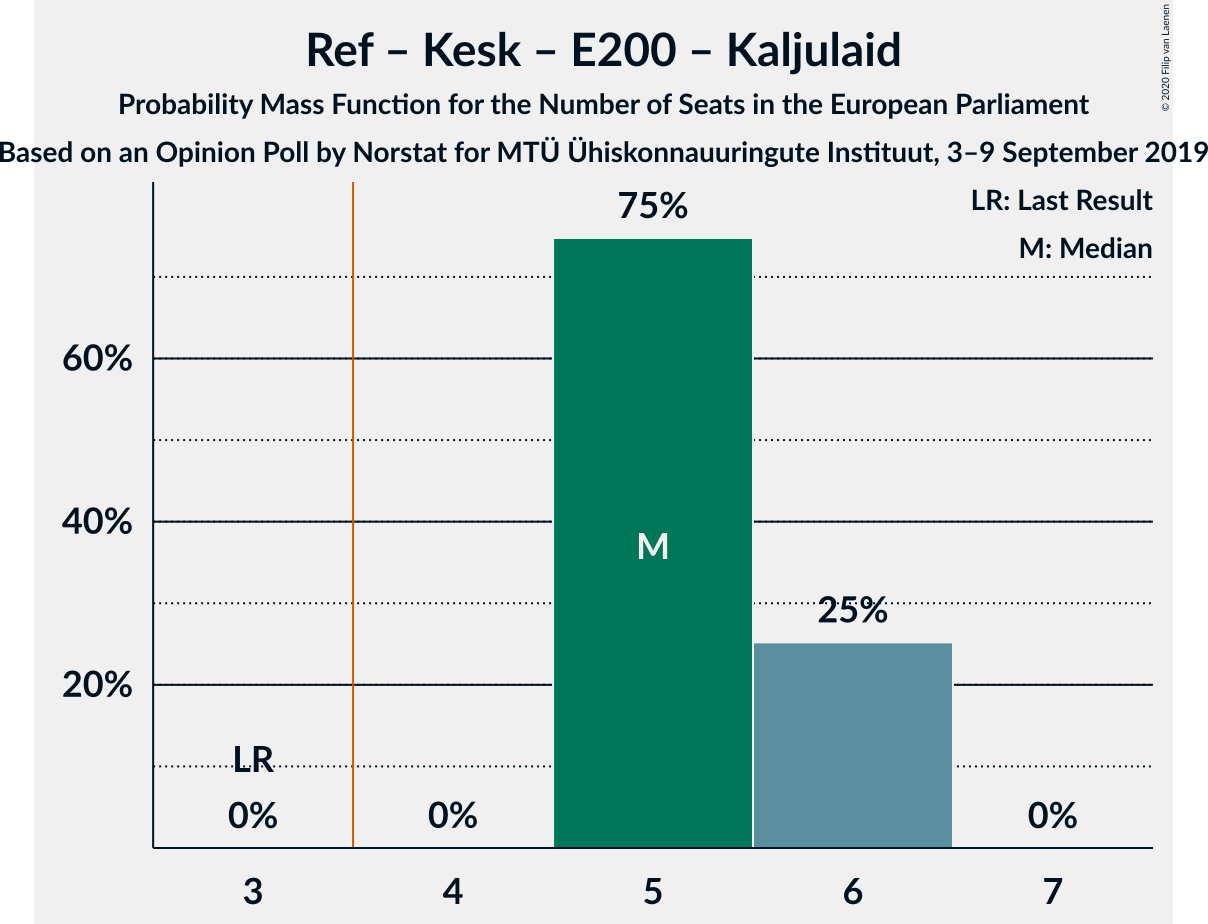 Ref – Kesk – E200 – Kaljulaid
Probability Mass Function for the Number of Seats in the European Parliament
Based on an Opinion Poll by Norstat for MTÜ Ühiskonnauuringute Instituut, 3–9 September 2019
© 2020 Filip van Laenen
LR: Last Result
M: Median
75%
60%
40%
M
25%
20%
LR
0%
0%
0%
3
4
5
6
7